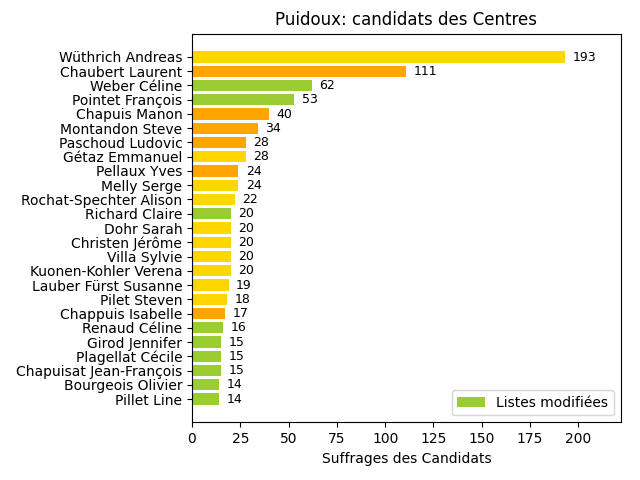 Puidoux: candidats des Centres
Wüthrich Andreas 193
Chaubert Laurent 111
Weber Céline 62
Pointet François 53
Chapuis Manon 40
Montandon Steve 34
Paschoud Ludovic 28
Gétaz Emmanuel 28
Pellaux Yves 24
Melly Serge 24
Rochat-Spechter Alison 22
Richard Claire 20
Dohr Sarah 20
Christen Jérôme 20
Villa Sylvie 20
Kuonen-Kohler Verena 20
Lauber Fürst Susanne 19
Pilet Steven 18
Chappuis Isabelle 17
Renaud Céline 16
Girod Jennifer 15
Plagellat Cécile 15
Chapuisat Jean-François 15
Bourgeois Olivier 14
Pillet Line 14
Listes modifiées
0 25 50 75 100 125 150 175 200
Suffrages des Candidats